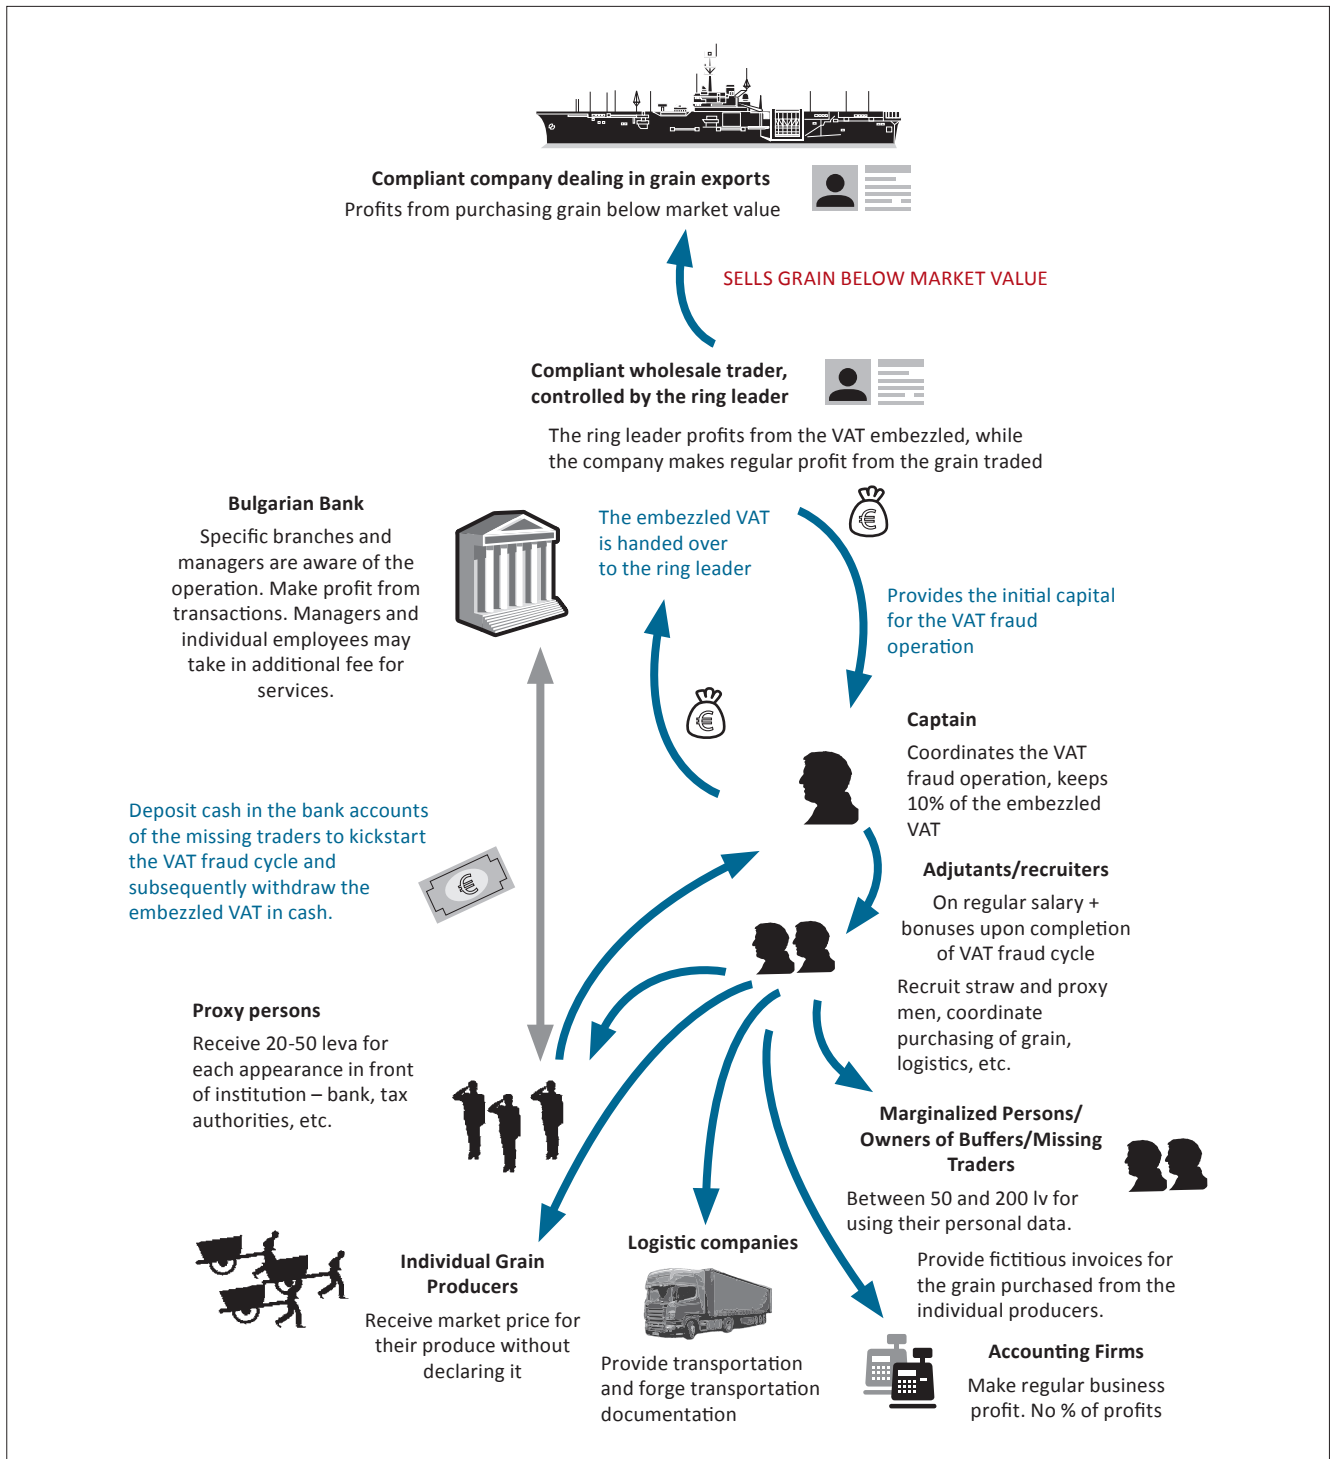 Compliant company dealing in grain exports
Profits from purchasing grain below market value
SELLS GRAIN BELOW MARKET VALUE
Compliant wholesale trader,
controlled by the ring leader
The ring leader profits from the VAT embezzled, while
the company makes regular profit from the grain traded
Bulgarian Bank
Specific branches and
managers are aware of the
operation. Make profit from
transactions. Managers and
individual employees may
take in additional fee for
services.
The embezzled VAT
is handed over
to the ring leader
Provides the initial capital
for the VAT fraud
operation
Captain
Coordinates the VAT
fraud operation, keeps
10% of the embezzled
VAT
Deposit cash in the bank accounts
of the missing traders to kickstart
the VAT fraud cycle and
subsequently withdraw the
embezzled VAT in cash.
Adjutants/recruiters
On regular salary +
bonuses upon completion
of VAT fraud cycle
Recruit straw and proxy
men, coordinate
purchasing of grain,
logistics, etc.
Proxy persons
Receive 20-50 leva for
each appearance in front
of institution – bank, tax
authorities, etc.
Marginalized Persons/
Owners of Buffers/Missing
Traders
Between 50 and 200 lv for
using their personal data.
Provide fictitious invoices for
the grain purchased from the
individual producers.
Individual Grain
Producers
Receive market price for
their produce without
declaring it
Logistic companies
Provide transportation
and forge transportation
documentation
Accounting Firms
Make regular business
profit. No % of profits